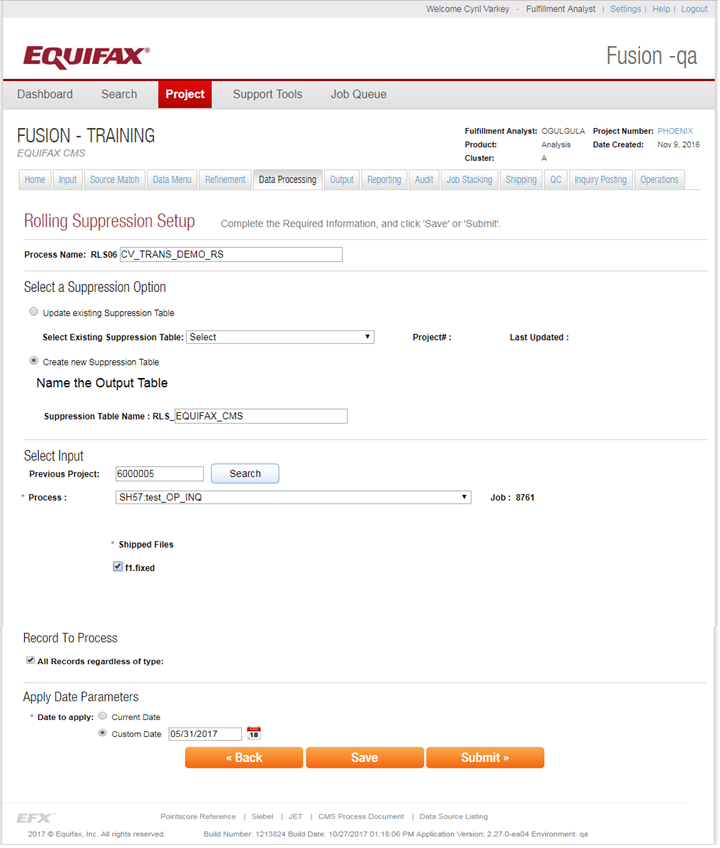 Welcome Cyril Varkey - Fulfillment Analyst | Settings | Help | Logout
EQUIFAX®
Fusion -qa
Dashboard Search Project Support Tools Job Queue
FUSION - TRAINING
EQUIFAX CMS
Fulfillment Analyst: OGULGULA Project Number: PHOENIX
Product: Analysis Date Created: Nov 9, 2016
Cluster: A
Home Input Source Match Data Menu Refinement Data Processing Output Reporting Audit Job Stacking Shipping QC Inquiry Posting Operations
Rolling Suppression Setup Complete the Required Information, and click 'Save' or 'Submit'.
Process Name: RLS06 CV_TRANS_DEMO_RS
Select a Suppression Option
Update existing Suppression Table
Select Existing Suppression Table: Select Project# : Last Updated :
Create new Suppression Table
Name the Output Table
Suppression Table Name : RLS_ EQUIFAX_CMS
Select Input
Previous Project: 6000005 Search
* Process : SH57:test_OP_INQ Job : 8761
* Shipped Files
f1.fixed
Record To Process
All Records regardless of type:
Apply Date Parameters
* Date to apply: Current Date
Custom Date 05/31/2017 18
« Back Save Submit »
EFX Pointscore Reference | Siebel | JET | CMS Process Document | Data Source Listing
2017 © Equifax, Inc. All rights reserved. Build Number: 1213824 Build Date: 10/27/2017 01:16:06 PM Application Version: 2.27.0-ea04 Environment: qa